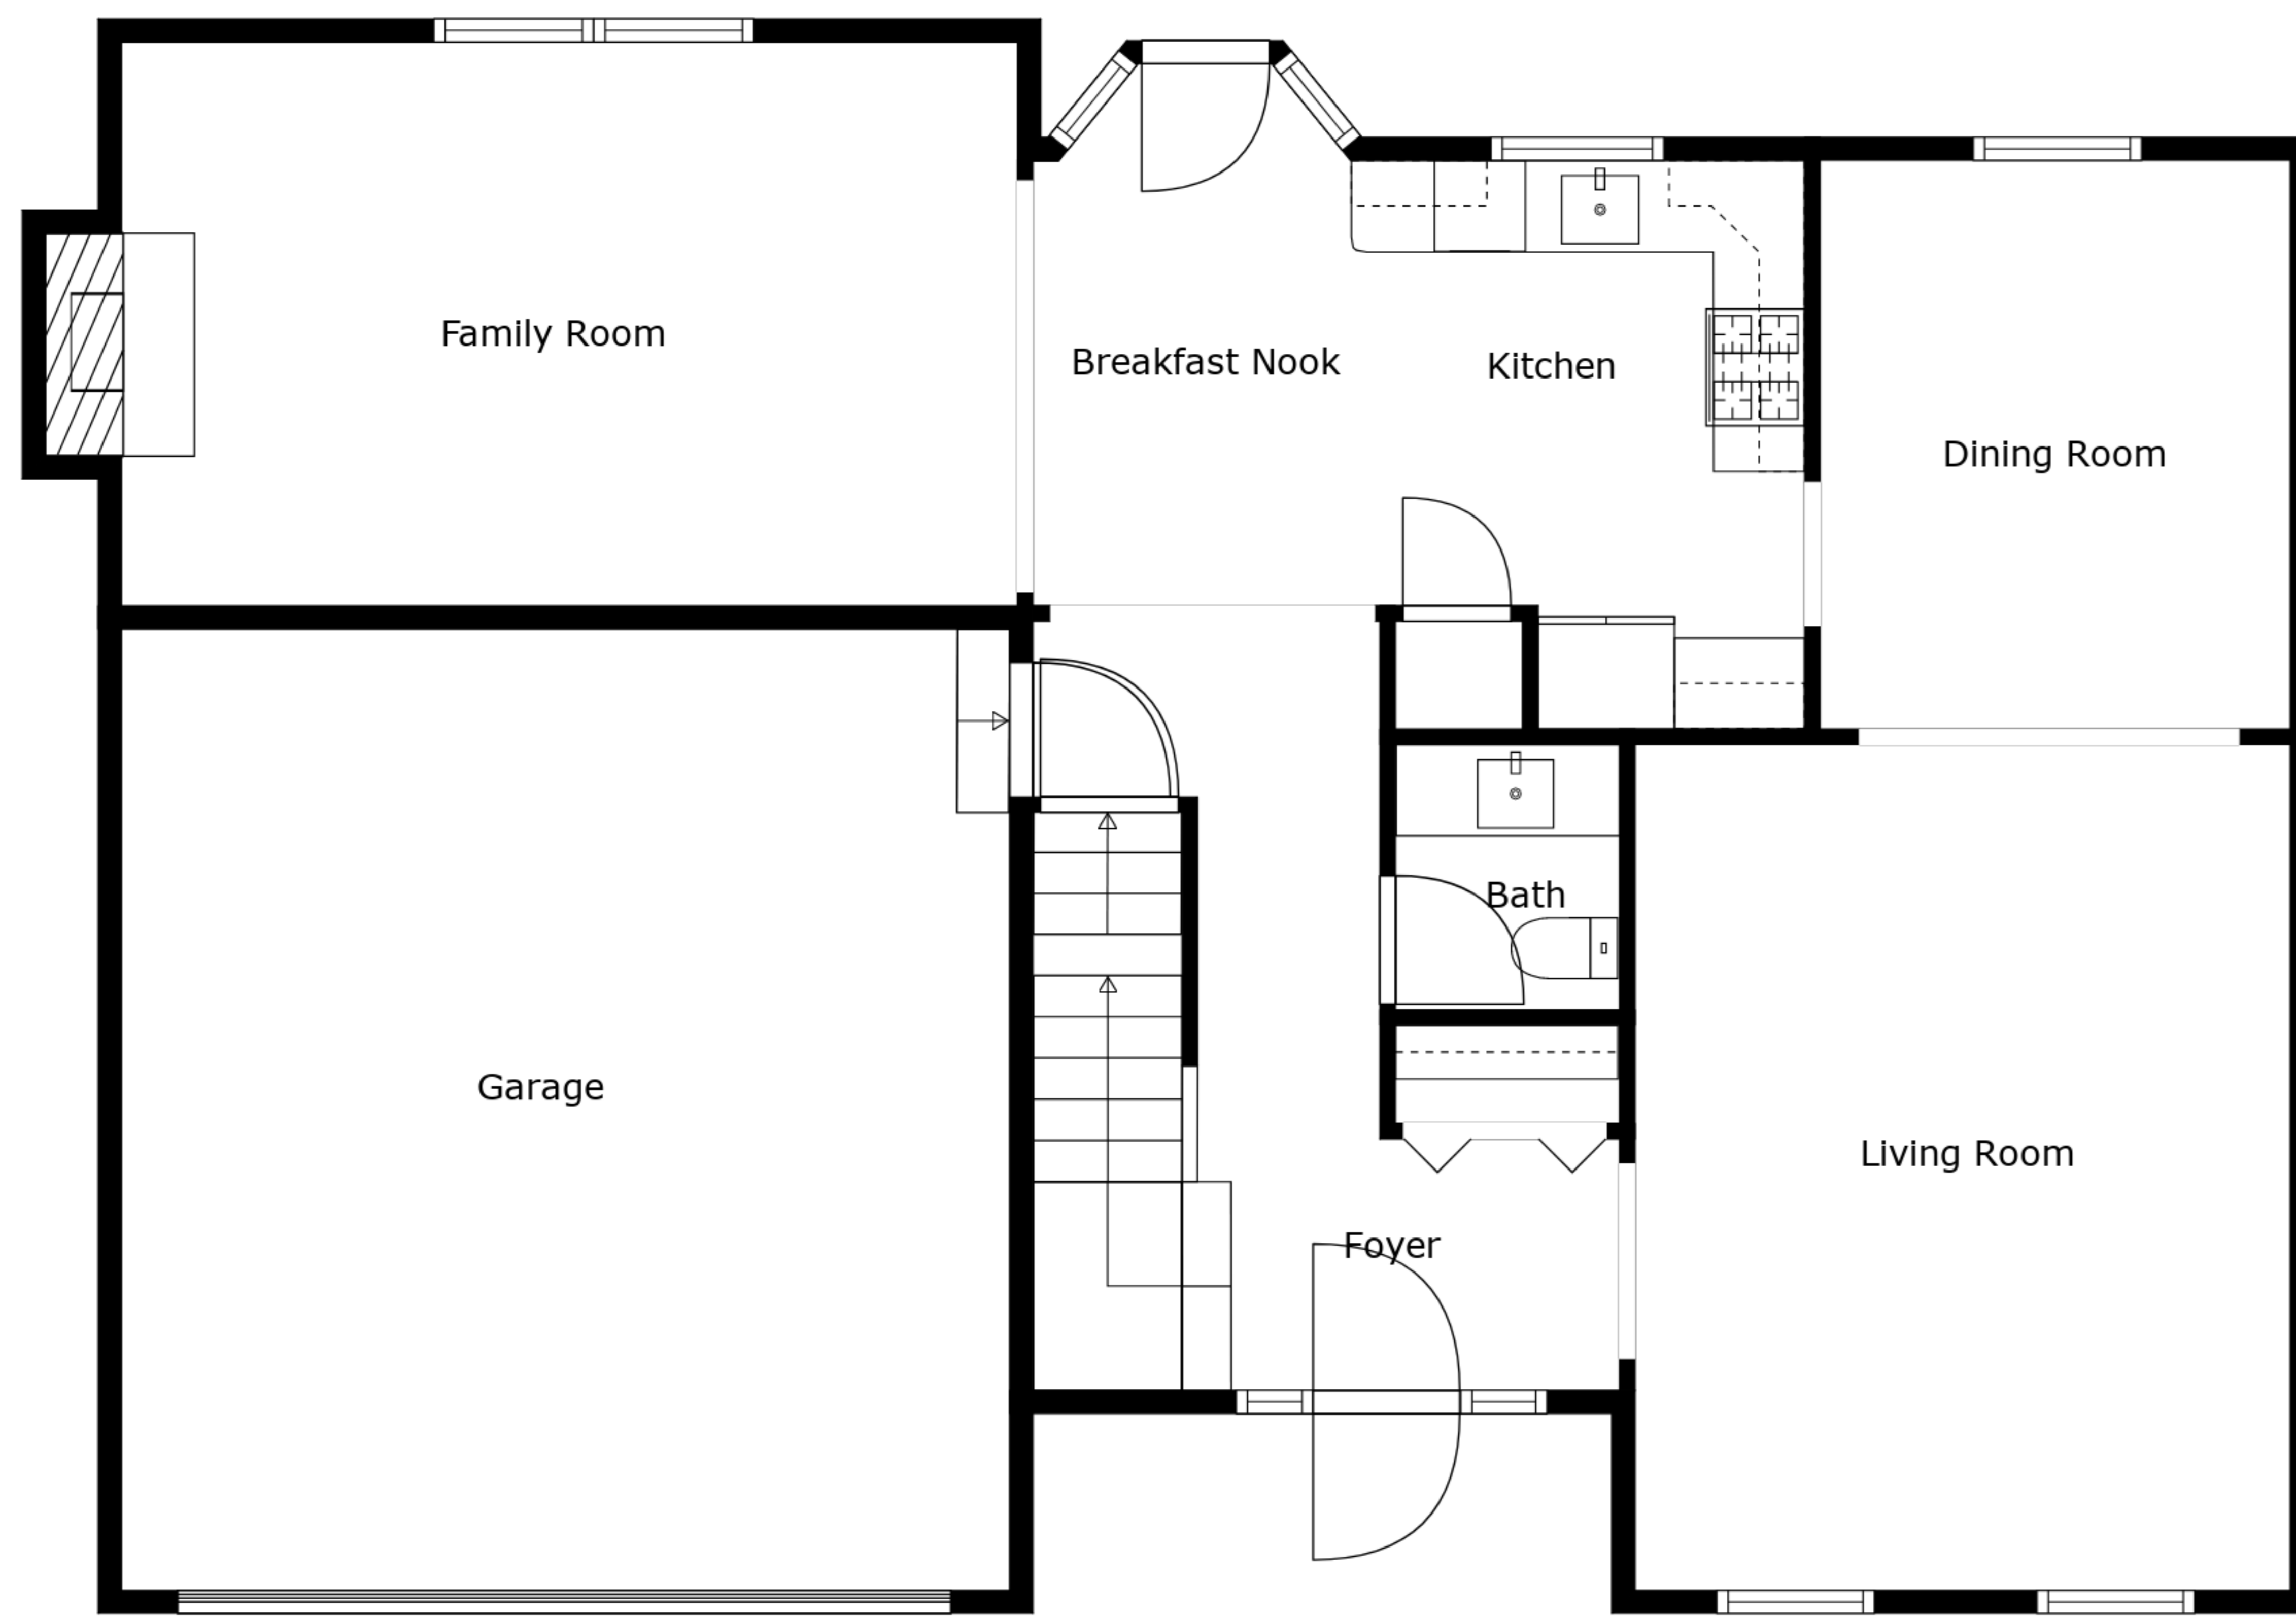 Family Room
Breakfast Nook
Kitchen
Dining Room
Bath
Garage
Living Room
Foyer